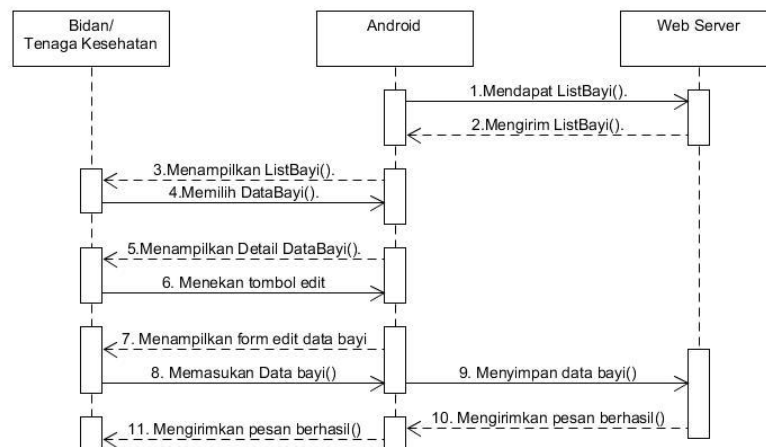 Bidan/
Tenaga Kesehatan
Android
Web Server
1.Mendapat ListBayi().
2.Mengirim ListBayi().
3.Menampilkan ListBayi().
4.Memilih DataBayi().
5.Menampilkan Detail DataBayi().
6. Menekan tombol edit
7. Menampilkan form edit data bayi
8. Memasukan Data bayi()
9. Menyimpan data bayi()
10. Mengirimkan pesan berhasil()
11. Mengirimkan pesan berhasil()